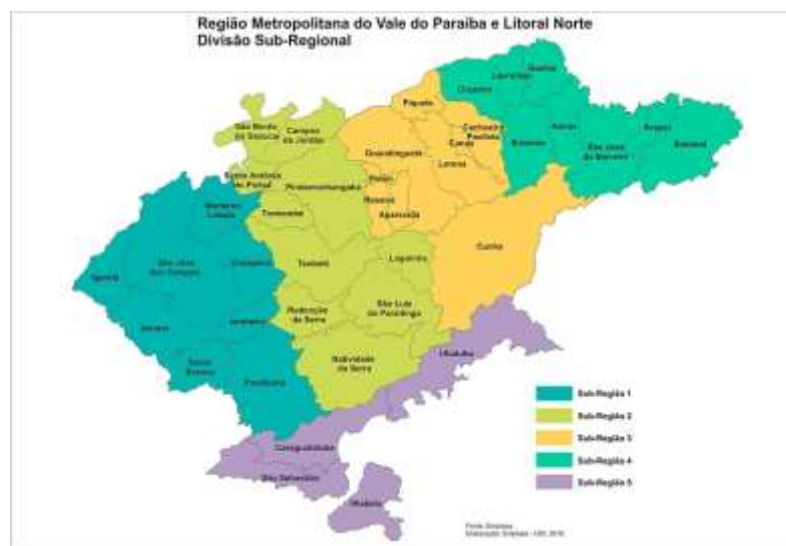 Região Metropolitana do Vale do Paraíba e Litoral Norte
Divisão Sub-Regional
Queluz
Lavrinhas
Cruzeiro
Piquete
São Bento
do Sapucaí
Campos
do Jordão
Cachoeira
Paulista
Canas
Areias
Arapeí
Bananal
Silveiras
São José
do Barreiro
Guaratinguetá
Lorena
Santo Antônio
do Pinhal
Pindamonhangaba
Potim
Roseira
Aparecida
Monteiro
Lobato
Tremembé
Cunha
Lagoinha
Taubaté
São José
dos Campos
Caçapava
Igaratá
São Luiz
do Paraitinga
Redenção
da Serra
Jacareí
Jambeiro
Ubatuba
Santa
Branca
Natividade
da Serra
Paraibuna
Sub-Região 1
Sub-Região 2
Sub-Região 3
Sub-Região 4
Sub-Região 5
Caraguatatuba
São Sebastião
Ilhabela
Fonte: Emplasa